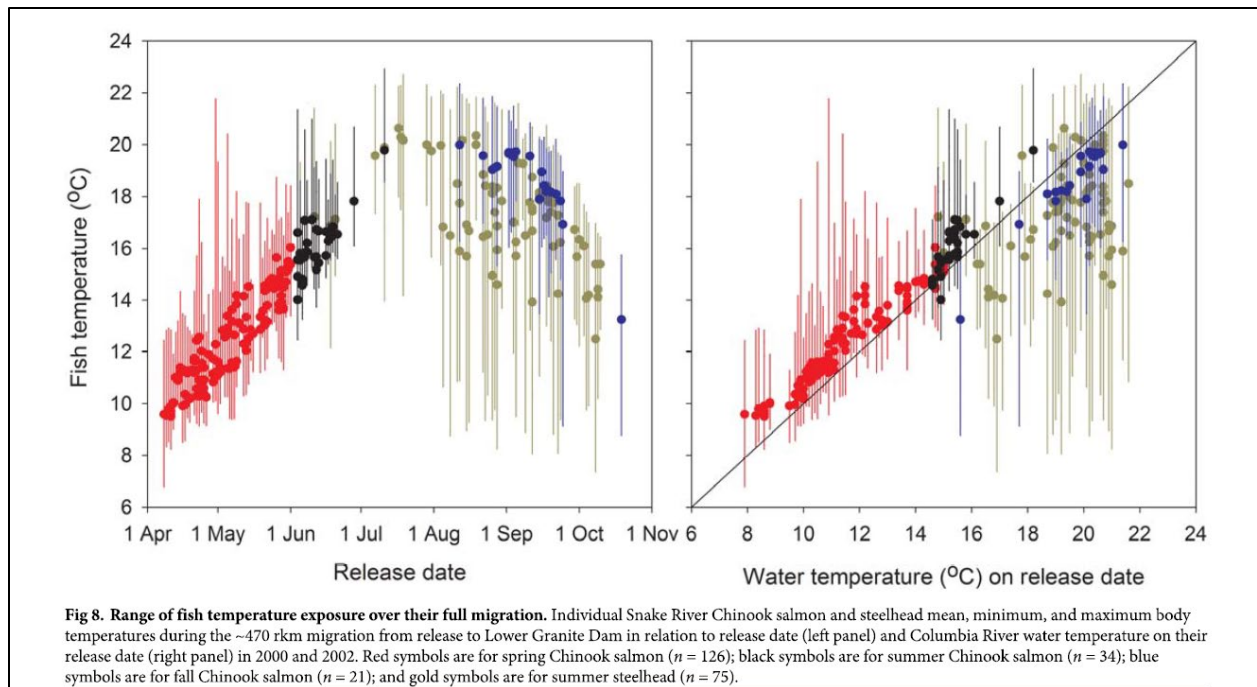 24
22
20
18
16
14
12
10
8
6
Fish temperature (°C)
1 Apr 1 May 1 Jun 1 Jul 1 Aug 1 Sep 1 Oct 1 Nov
Release date
6 8 10 12 14 16 18 20 22 24
Water temperature (°C) on release date
Fig 8. Range of fish temperature exposure over their full migration. Individual Snake River Chinook salmon and steelhead mean, minimum, and maximum body
temperatures during the ~470 rkm migration from release to Lower Granite Dam in relation to release date (left panel) and Columbia River water temperature on their
release date (right panel) in 2000 and 2002. Red symbols are for spring Chinook salmon (n = 126); black symbols are for summer Chinook salmon (n = 34); blue
symbols are for fall Chinook salmon (n = 21); and gold symbols are for summer steelhead (n = 75).